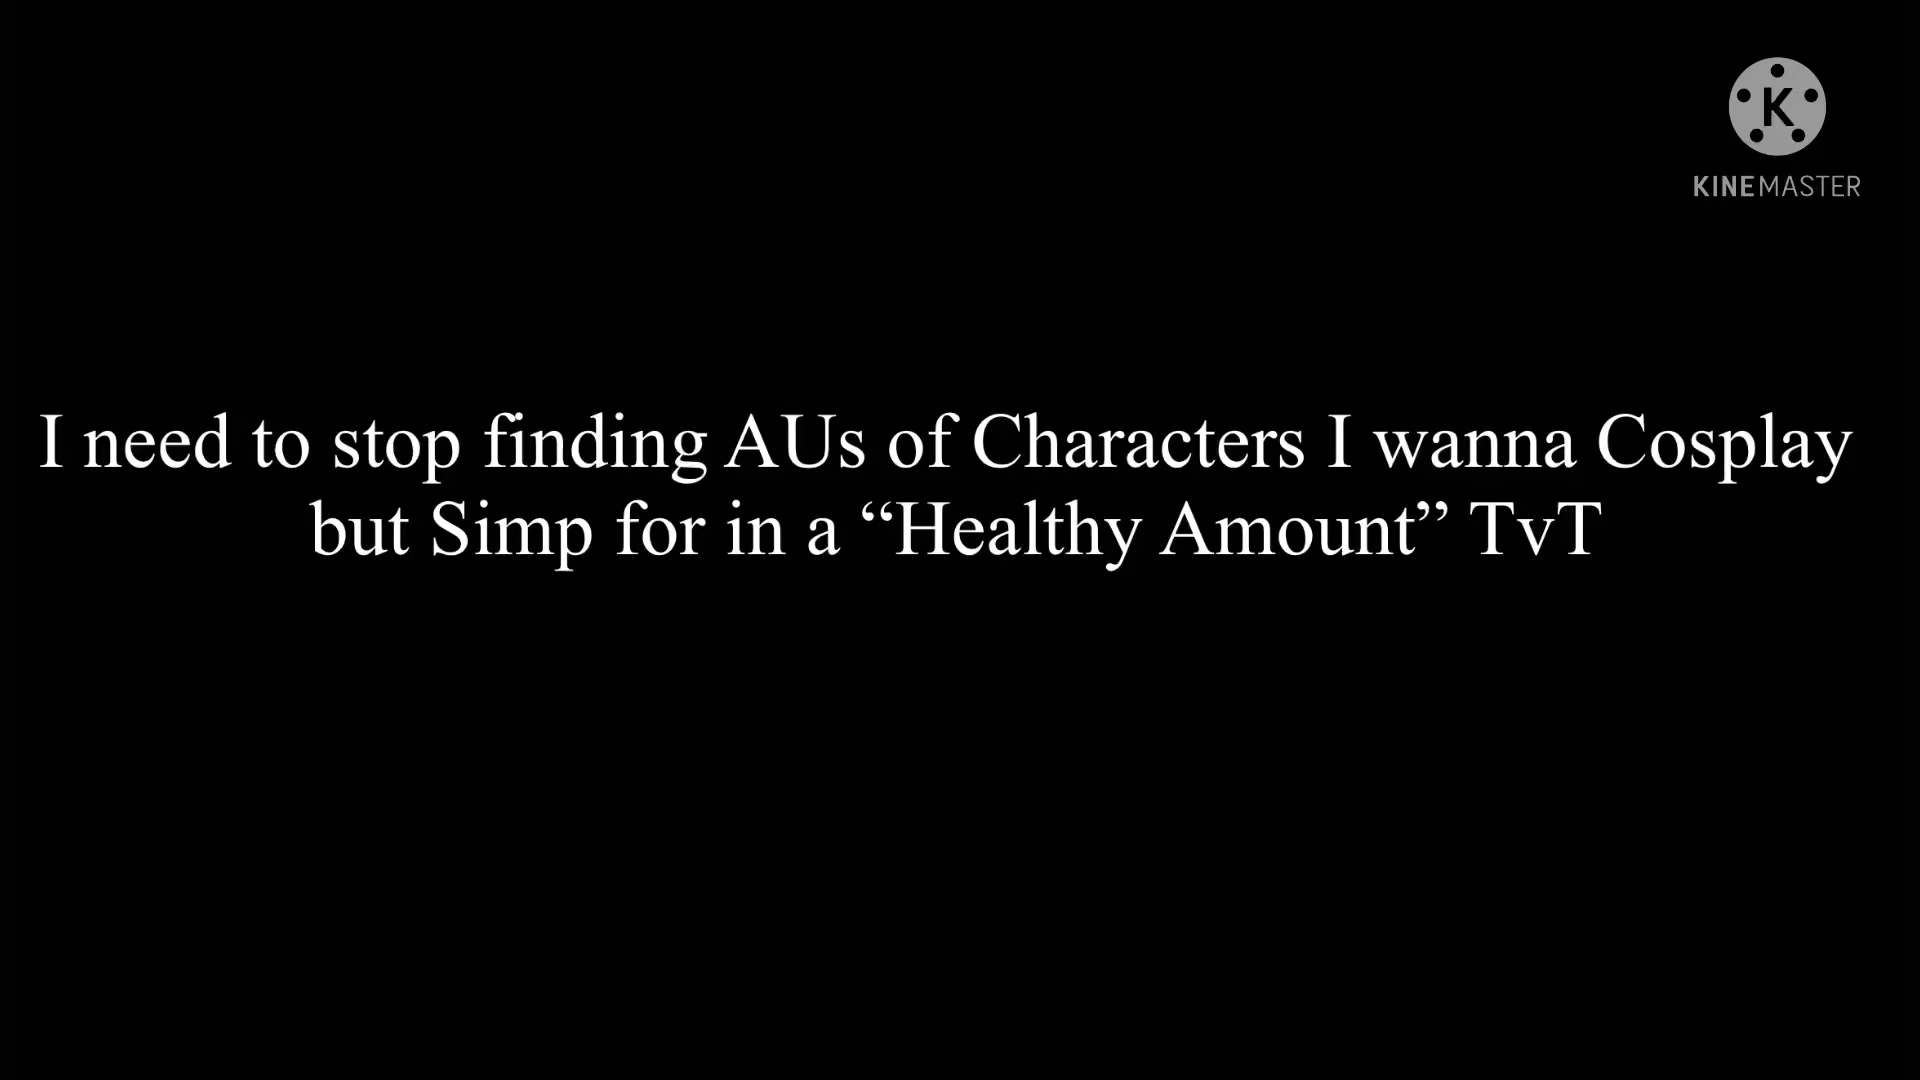 K
KINEMASTER
I need to stop finding AUs of Characters I wanna Cosplay
but Simp for in a “Healthy Amount” TvT